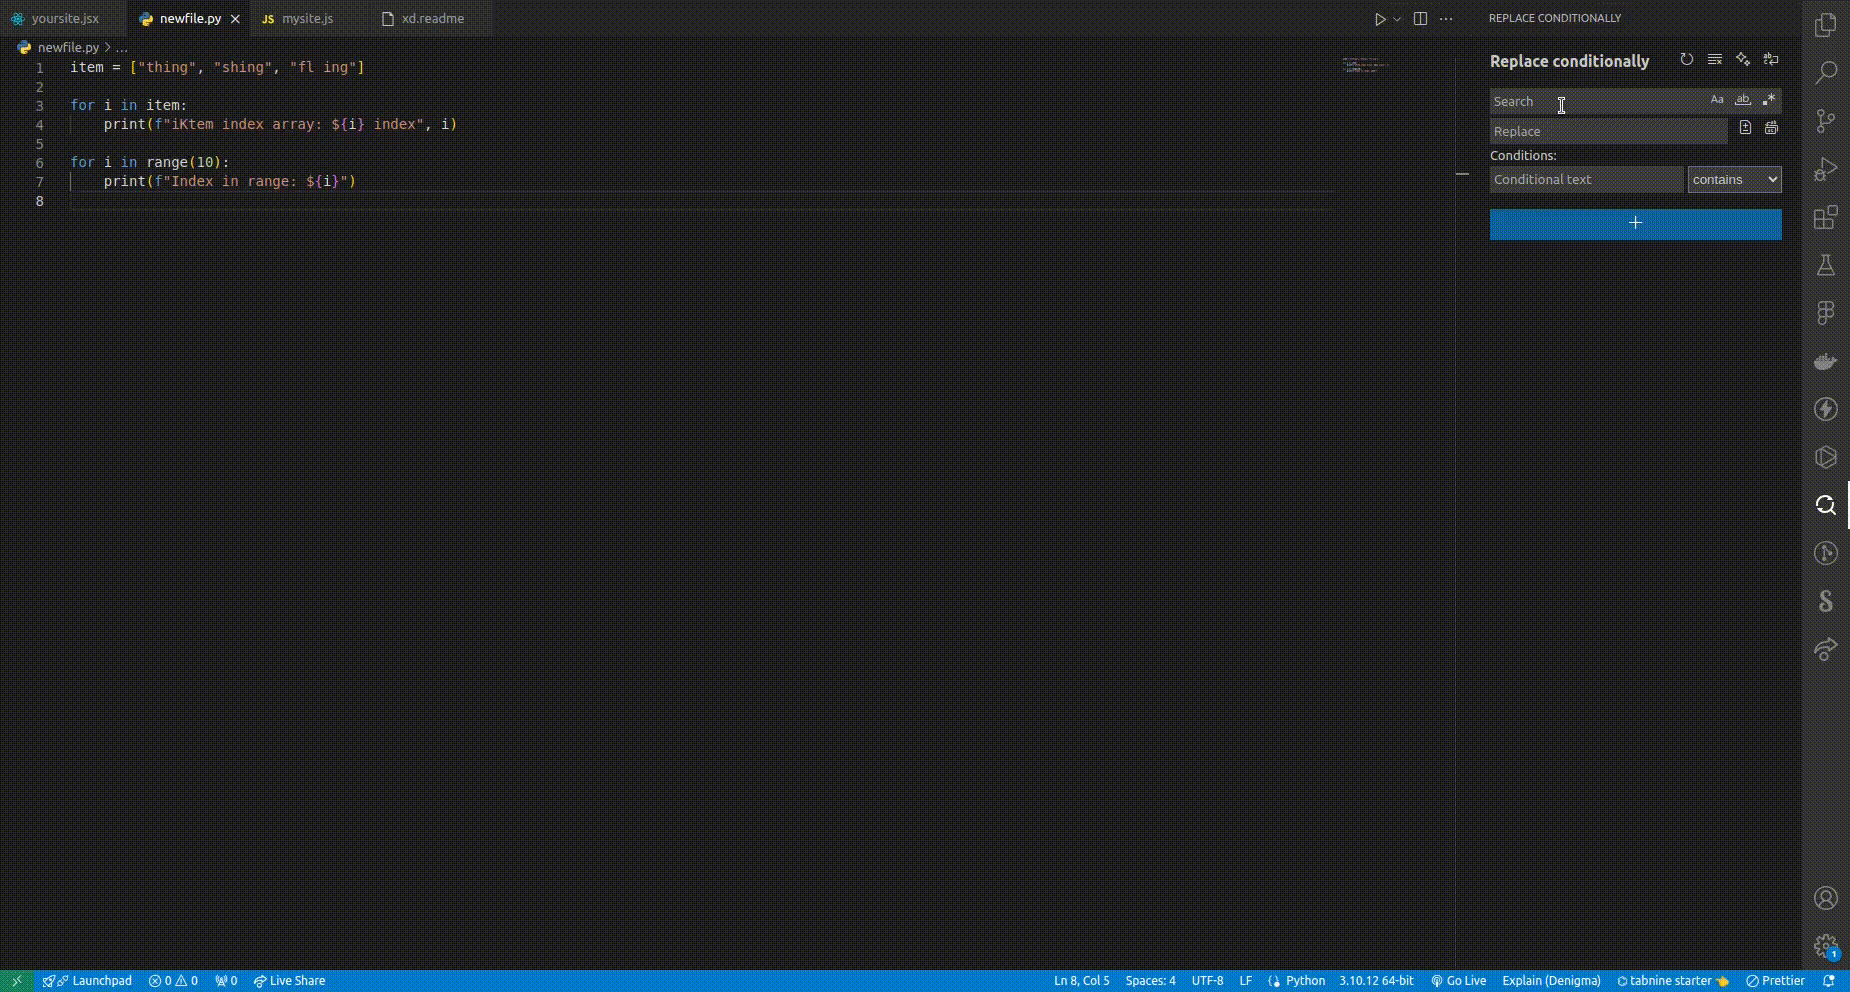 yoursite.jsx
newfile.py
JS mysite.js
xd.readme
newfile.py > ...
1 item = ["thing", "shing", "fl ing"]
2
3 for i in item:
4     print(f"iKtem index array: ${i} index", i)
5
6 for i in range(10):
7     print(f"Index in range: ${i}")
8
REPLACE CONDITIONALLY
Replace conditionally
Search
Aa ab
Replace
Conditions:
Conditional text
contains
+
S
1
Launchpad
0 0
0
Live Share
Ln 8, Col 5
Spaces: 4
UTF-8
LF
Python
3.10.12 64-bit
Go Live
Explain (Denigma)
tabnine starter
Prettier